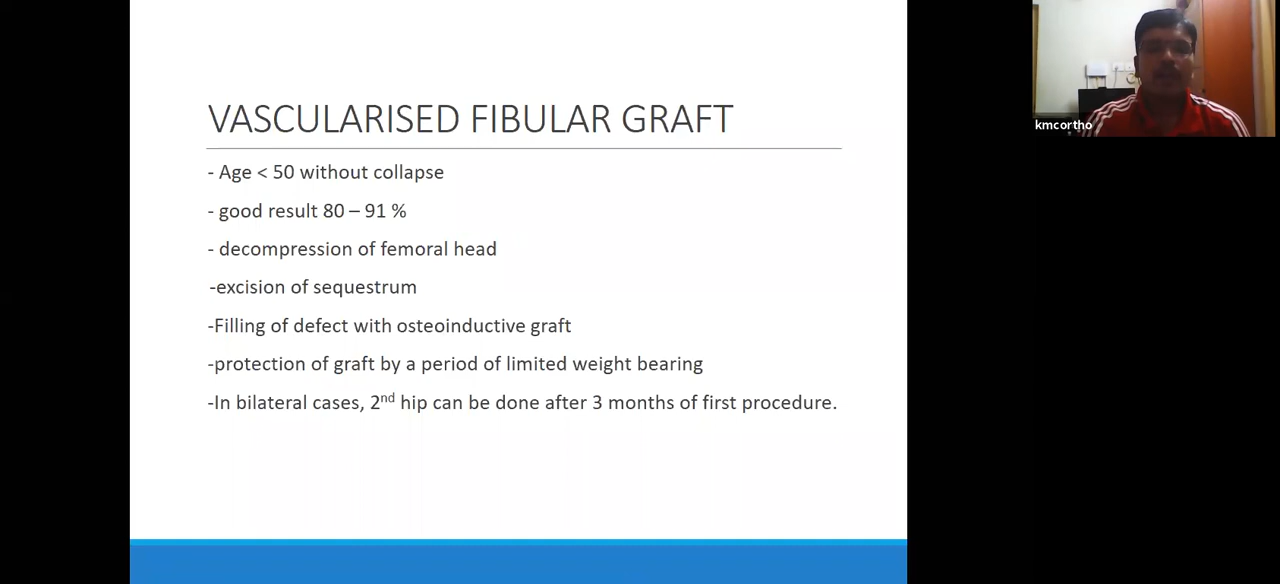 VASCULARISED FIBULAR GRAFT
- Age < 50 without collapse
- good result 80 – 91 %
- decompression of femoral head
-excision of sequestrum
-Filling of defect with osteoinductive graft
-protection of graft by a period of limited weight bearing
-In bilateral cases, 2nd hip can be done after 3 months of first procedure.
kmcortho